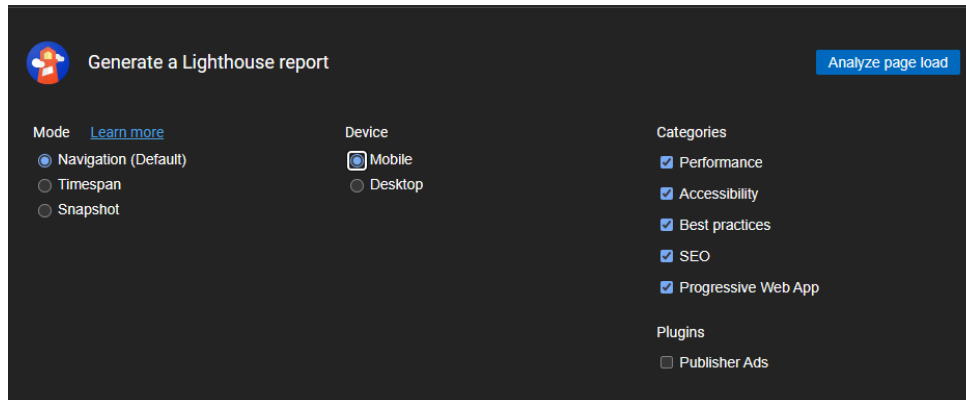 Generate a Lighthouse report
Analyze page load
Mode Learn more
Navigation (Default)
Timespan
Snapshot
Device
Mobile
Desktop
Categories
Performance
Accessibility
Best practices
SEO
Progressive Web App
Plugins
Publisher Ads